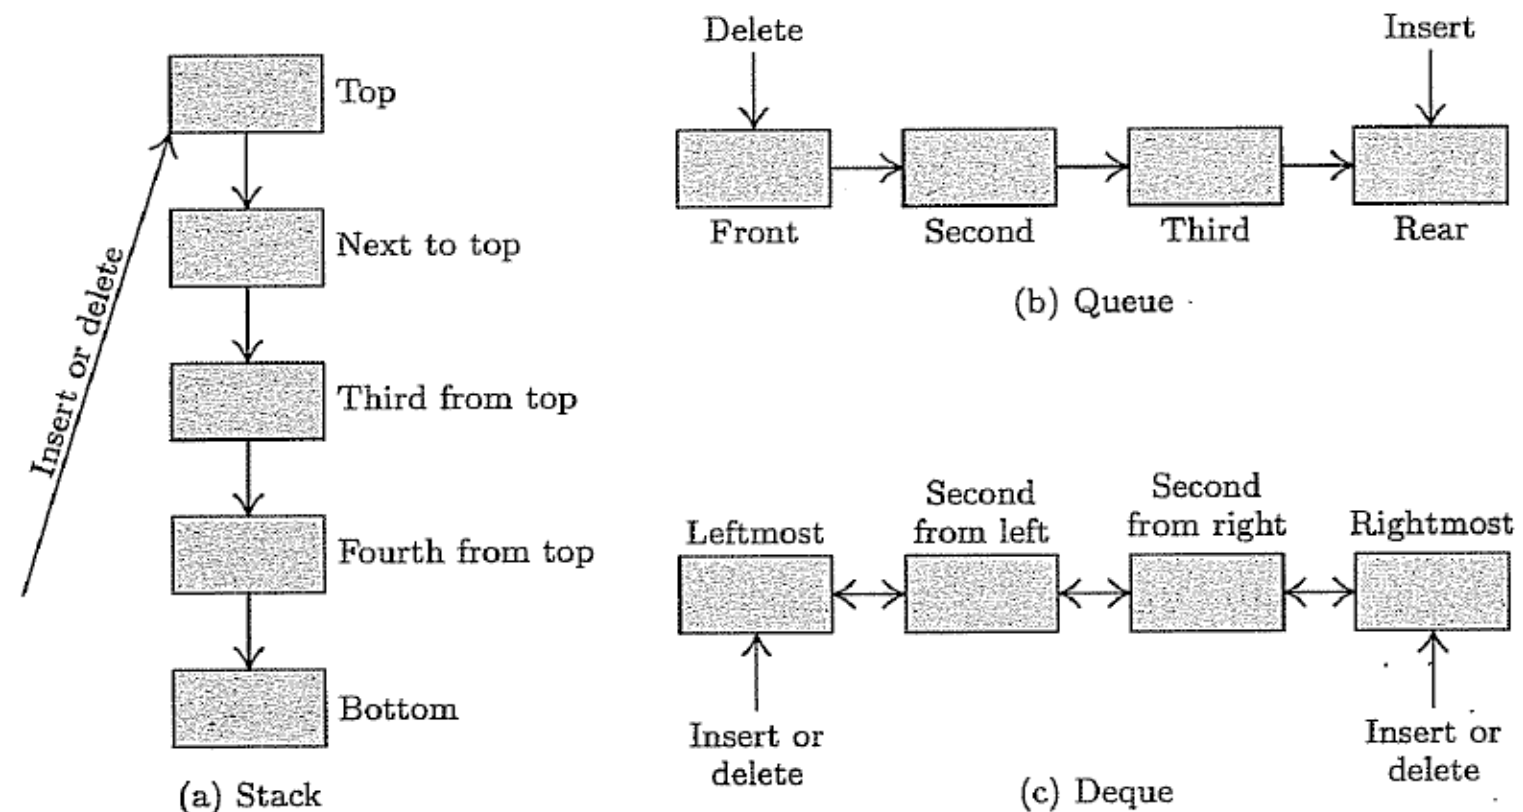 Top
Next to top
Third from top
Fourth from top
Bottom
Insert or delete
(a) Stack
Delete
Insert
Front
Second
Third
Rear
(b) Queue
Leftmost
Second
from left
Second
from right
Rightmost
Insert or
delete
Insert or
delete
(c) Deque